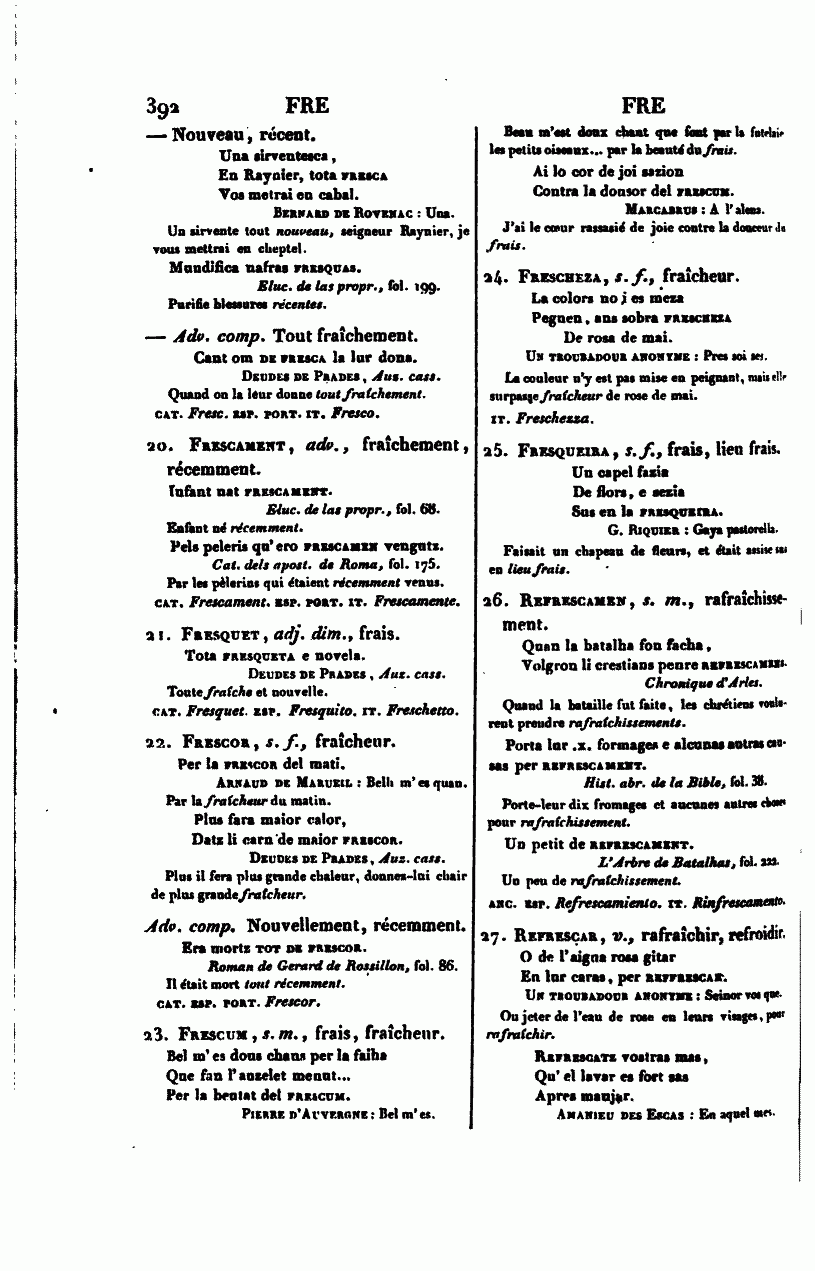 392 FRE
— Nouveau, récent.
Una sirventesca,
En Raynier, tota FRESCA
Vos metrai en cabal.
BERNARD DE ROVENAC : Una.
Un sirvente tout nouveau, seigneur Raynier, je
vous mettrai en cheptel.
Mundifica nafras FRESQUAS.
Eluc. de las propr., fol. 199.
Purifie blessures récentes.
— Adv. comp. Tout fraîchement.
Cant om DE FRESCA la lur dona.
DEUDES DE PRADES, Auz. cass.
Quand on la leur donne tout fraîchement.
CAT. Fresc. ESP. PORT. IT. Fresco.
20. FRESCAMENT, adv., fraîchement,
récemment.
Infant nat FRESCAMENT.
Eluc. de las propr., fol. 68.
Enfant né récemment.
Pels peleris qu'ero FRESCAMEN vengutz.
Cat. dels apost. de Roma, fol. 175.
Par les pèlerins qui étaient récemment venus.
CAT. Frescament. ESP. PORT. IT. Frescamente.
21. FRESQUET, adj. dim., frais.
Tota FRESQUETA e novela.
DEUDES DE PRADES, Auz. cass.
Toute fraîche et nouvelle.
CAT. Fresquet. ESP. Fresquito. IT. Freschetto.
22. FRESCOR, s. f., fraîcheur.
Per la FRESCOR del mati.
ARNAUD DE MARUEIL : Belh m'es quan.
Par la fraîcheur du matin.
Plus fara maior calor,
Datz li carn de maior FRESCOR.
DEUDES DE PRADES, Auz. cass.
Plus il fera plus grande chaleur, donnez-lui chair
de plus grande fraîcheur.
Adv. comp. Nouvellement, récemment.
Era mortz TOT DE FRESCOR.
Roman de Gerard de Rossillon, fol. 86.
Il était mort tout récemment.
CAT. ESP. PORT. Frescor.
23. FRESCUM, s. m., frais, fraîcheur.
Bel m'es dous chans per la faiha
Que fan l'auzelet menut...
Per la beutat del FRESCUM.
PIERRE D'AUVERGNE : Bel m'es.
FRE
Beau m'est doux chant que font par la futelaie
les petits oiseaux... par la beauté du frais.
Ai lo cor de joi sazion
Contra la douzor del FRESCUM.
MARCABRUS : A l'alena.
J'ai le cœur rassasié de joie contre la douceur du
frais.
24. FRESCHEZA, s. f., fraîcheur.
La colors no i es meza
Pegnen, ans sobra FRESCHEZA
De rosa de mai.
UN TROUBADOUR ANONYME : Pres soi ses.
La couleur n'y est pas mise en peignant, mais elle
surpasse fraîcheur de rose de mai.
IT. Freschezza.
25. FRESQUEIRA, s. f., frais, lieu frais.
Un capel fazia
De flors, e sezia
Sus en la FRESQUEIRA.
G. RIQUIER : Gaya pastorelha.
Faisait un chapeau de fleurs, et était assise sus
en lieu frais.
26. REFRESCAMEN, s. m., rafraîchisse-
ment.
Quan la batalha fon facha,
Volgron li crestians penre REFRESCAMENS.
Chronique d'Arles.
Quand la bataille fut faite, les chrétiens voulu-
rent prendre rafraîchissements.
Porta lur .x. formages e alcunas autras cau-
sas per REFRESCAMENT.
Hist. abr. de la Bible, fol. 38.
Porte-leur dix fromages et aucunes autres choses
pour rafraîchissement.
Un petit de REFRESCAMENT.
L'Arbre de Batalhas, fol. 222.
Un peu de rafraîchissement.
ANC. ESP. Refrescamiento. IT. Rinfrescamento.
27. REFRESCAR, v., rafraîchir, refroidir.
O de l'aigua rosa gitar
En lur caras, per REFFRESCAR.
UN TROUBADOUR ANONYME : Seinor vos que.
Ou jeter de l'eau de rose en leurs visages, pour
rafraîchir.
REFRESCATZ vostras mas,
Qu'el lavar es fort sas
Apres manjar.
AMANIEU DES ESCAS : En aquel mes.